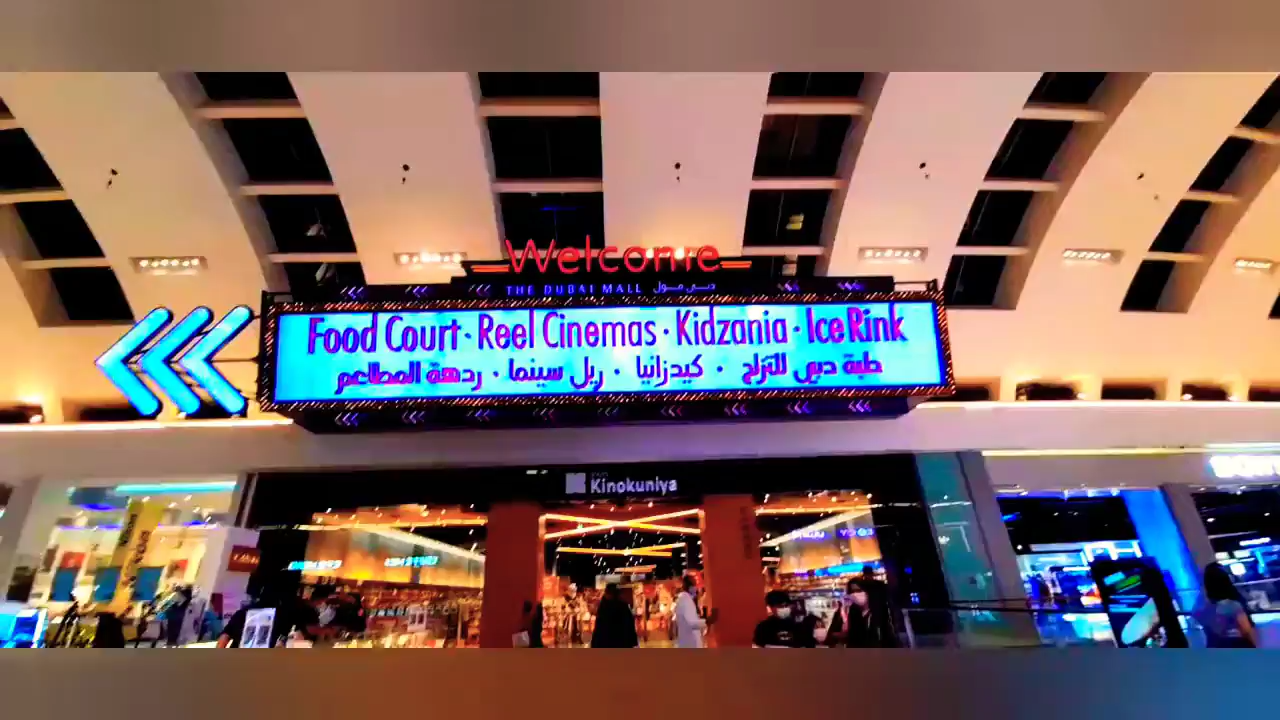 Welcome
THE DUBAI MALL دبي مول
Food Court · Reel Cinemas · Kidzania · Ice Rink
حلبة دبي للتزلج · كيدزانيا · ريل سينما · ردهة المطاعم
Kinokuniya